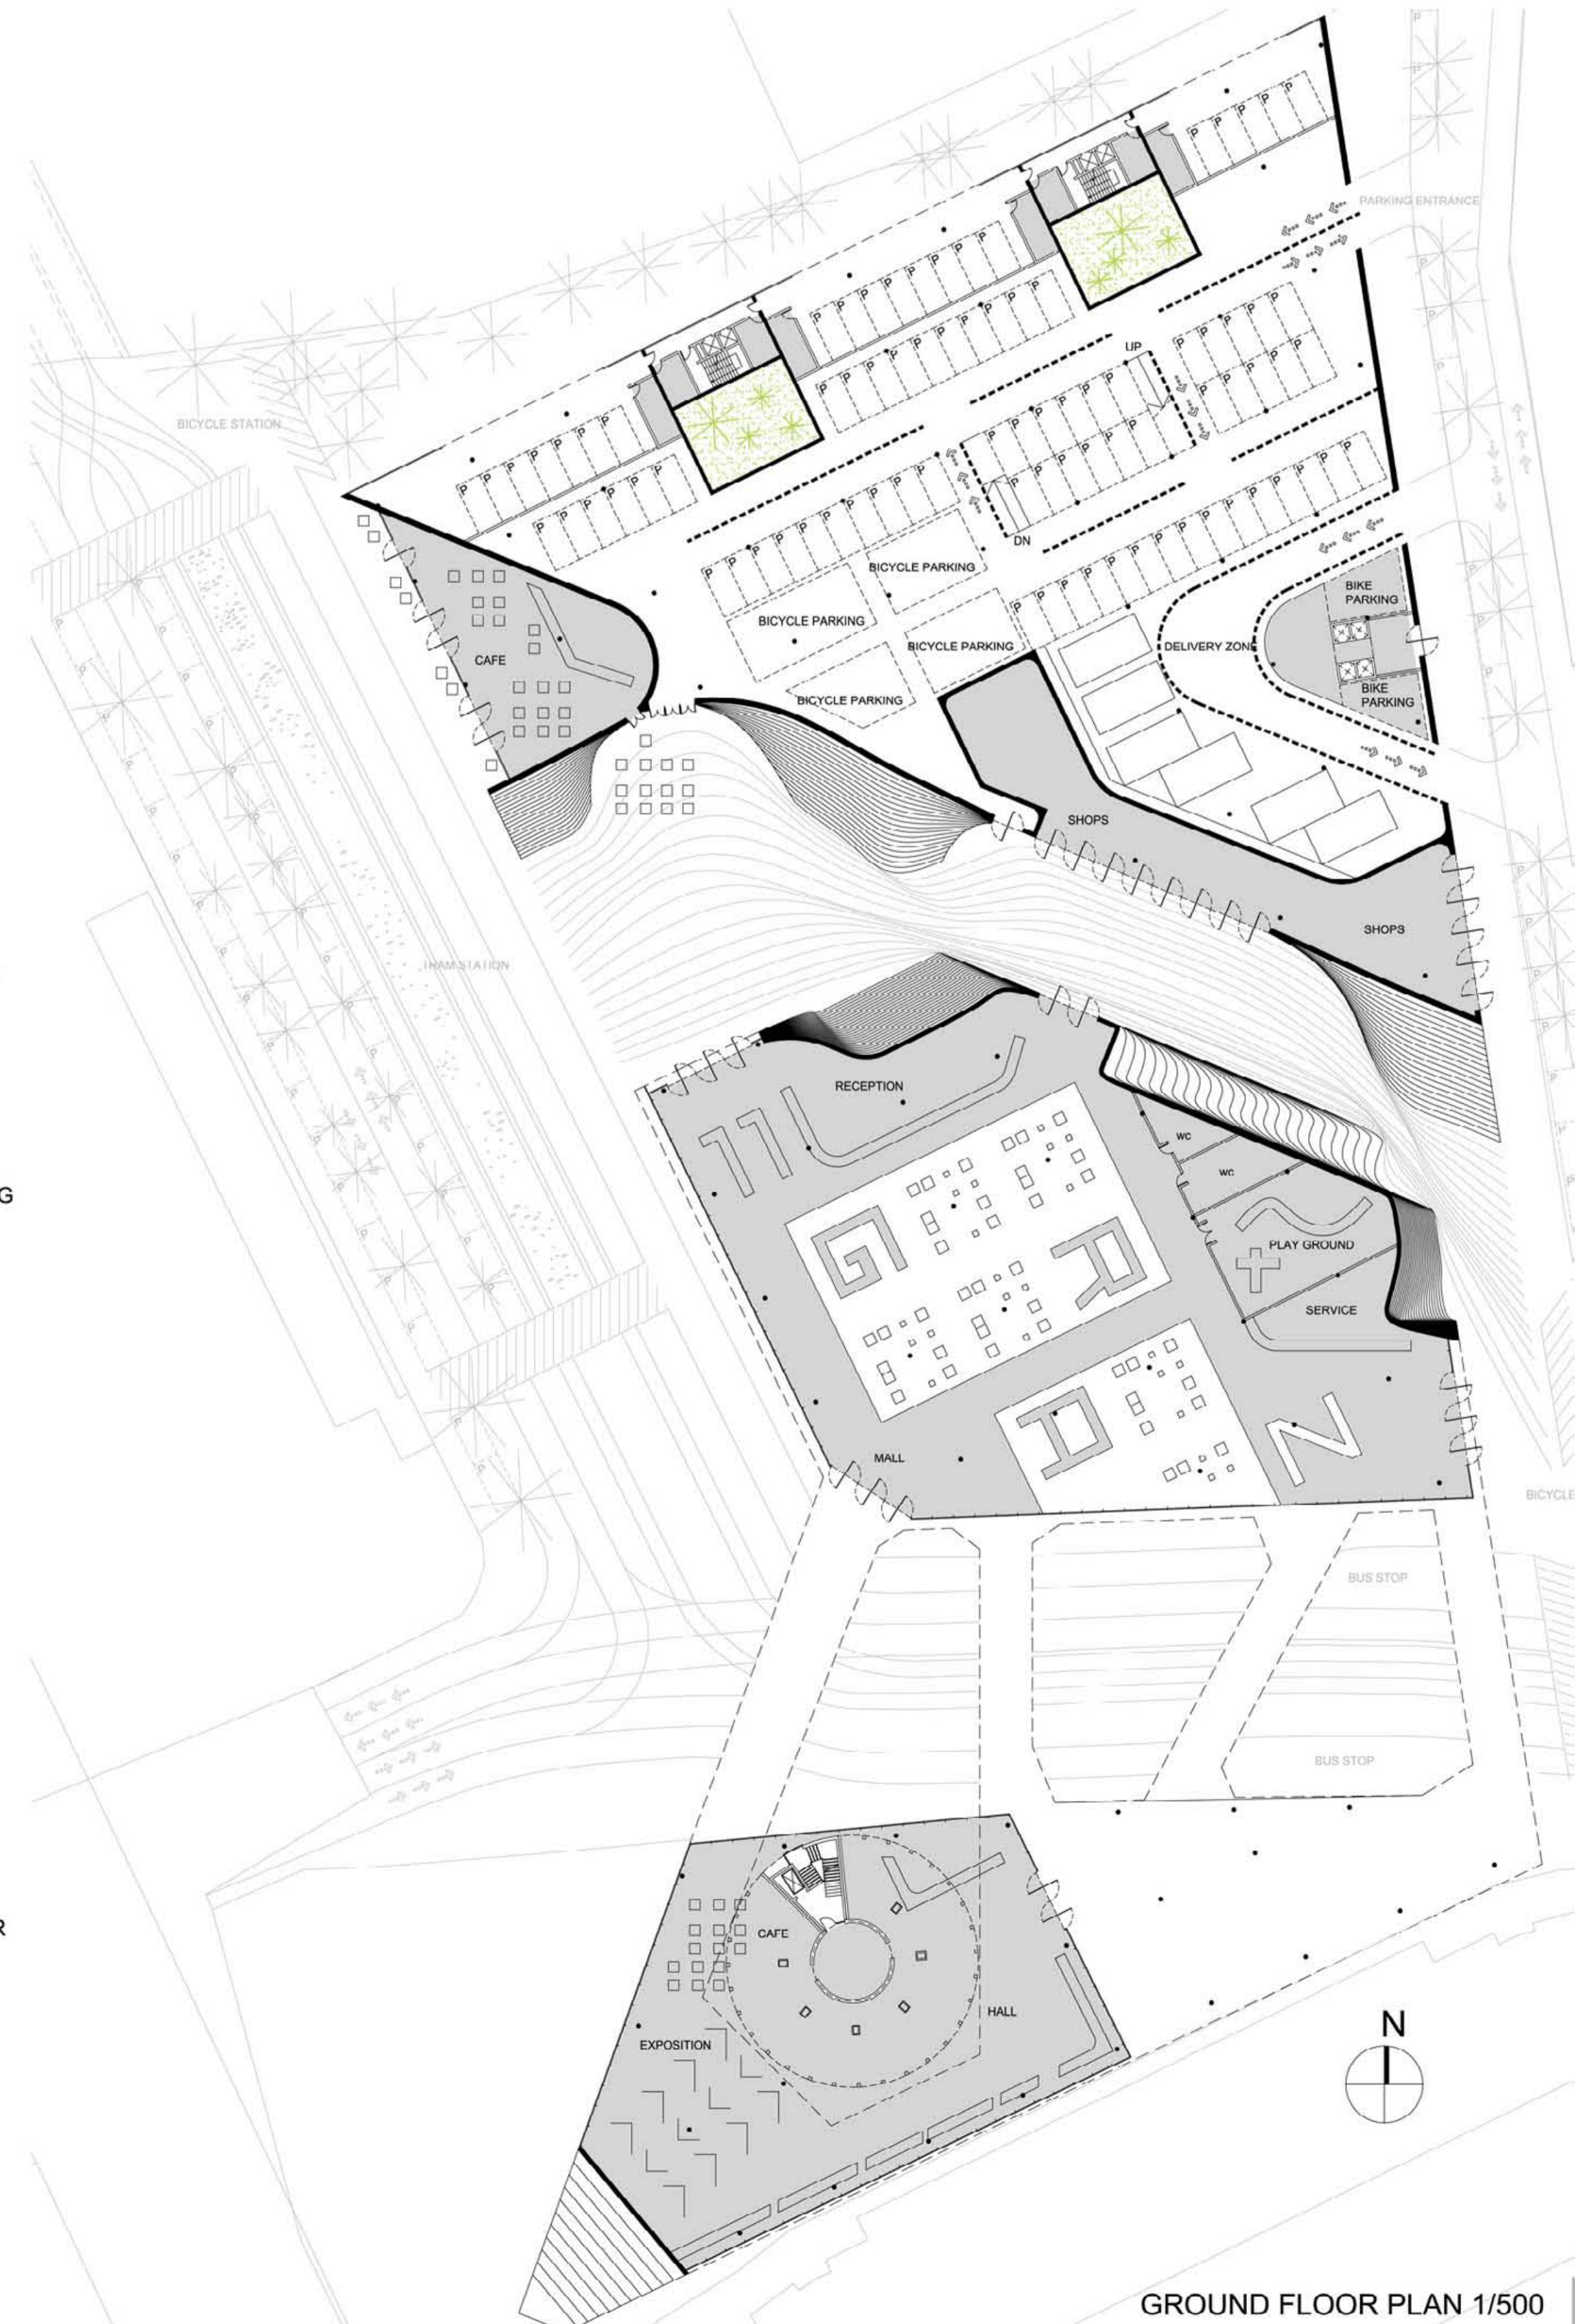 PARKING ENTRANCE
UP
BICYCLE STATION
DN
BICYCLE PARKING
BIKE
PARKING
BICYCLE PARKING
BICYCLE PARKING
DELIVERY ZONE
CAFE
BIKE
PARKING
BICYCLE PARKING
SHOPS
SHOPS
TRAM STATION
RECEPTION
WC
WC
G
PLAY GROUND
SERVICE
MALL
BICYCLE
BUS STOP
BUS STOP
R
CAFE
HALL
N
EXPOSITION
GROUND FLOOR PLAN 1/500